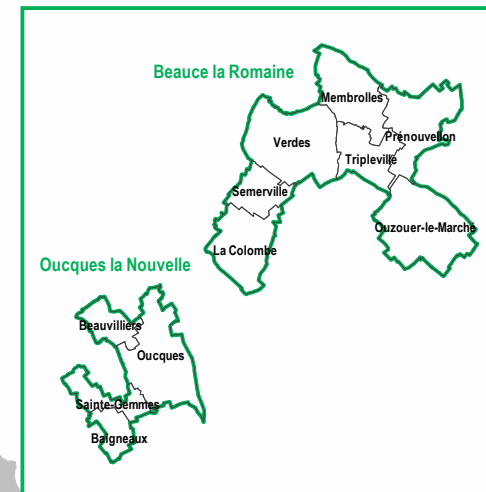 Beauce la Romaine
Membrolles
Prénouvellon
Verdes
Tripleville
Semerville
Ouzouer-le-Marché
La Colombe
Oucques la Nouvelle
Beauvilliers
Oucques
Sainte-Gemmes
Baigneaux